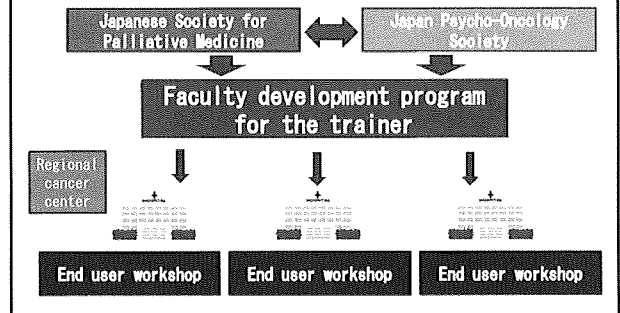 Japanese Society for
Palliative Medicine
Japan Psycho-Oncology
Society
Faculty development program
for the trainer
Regional
cancer
center
End user workshop
End user workshop
End user workshop